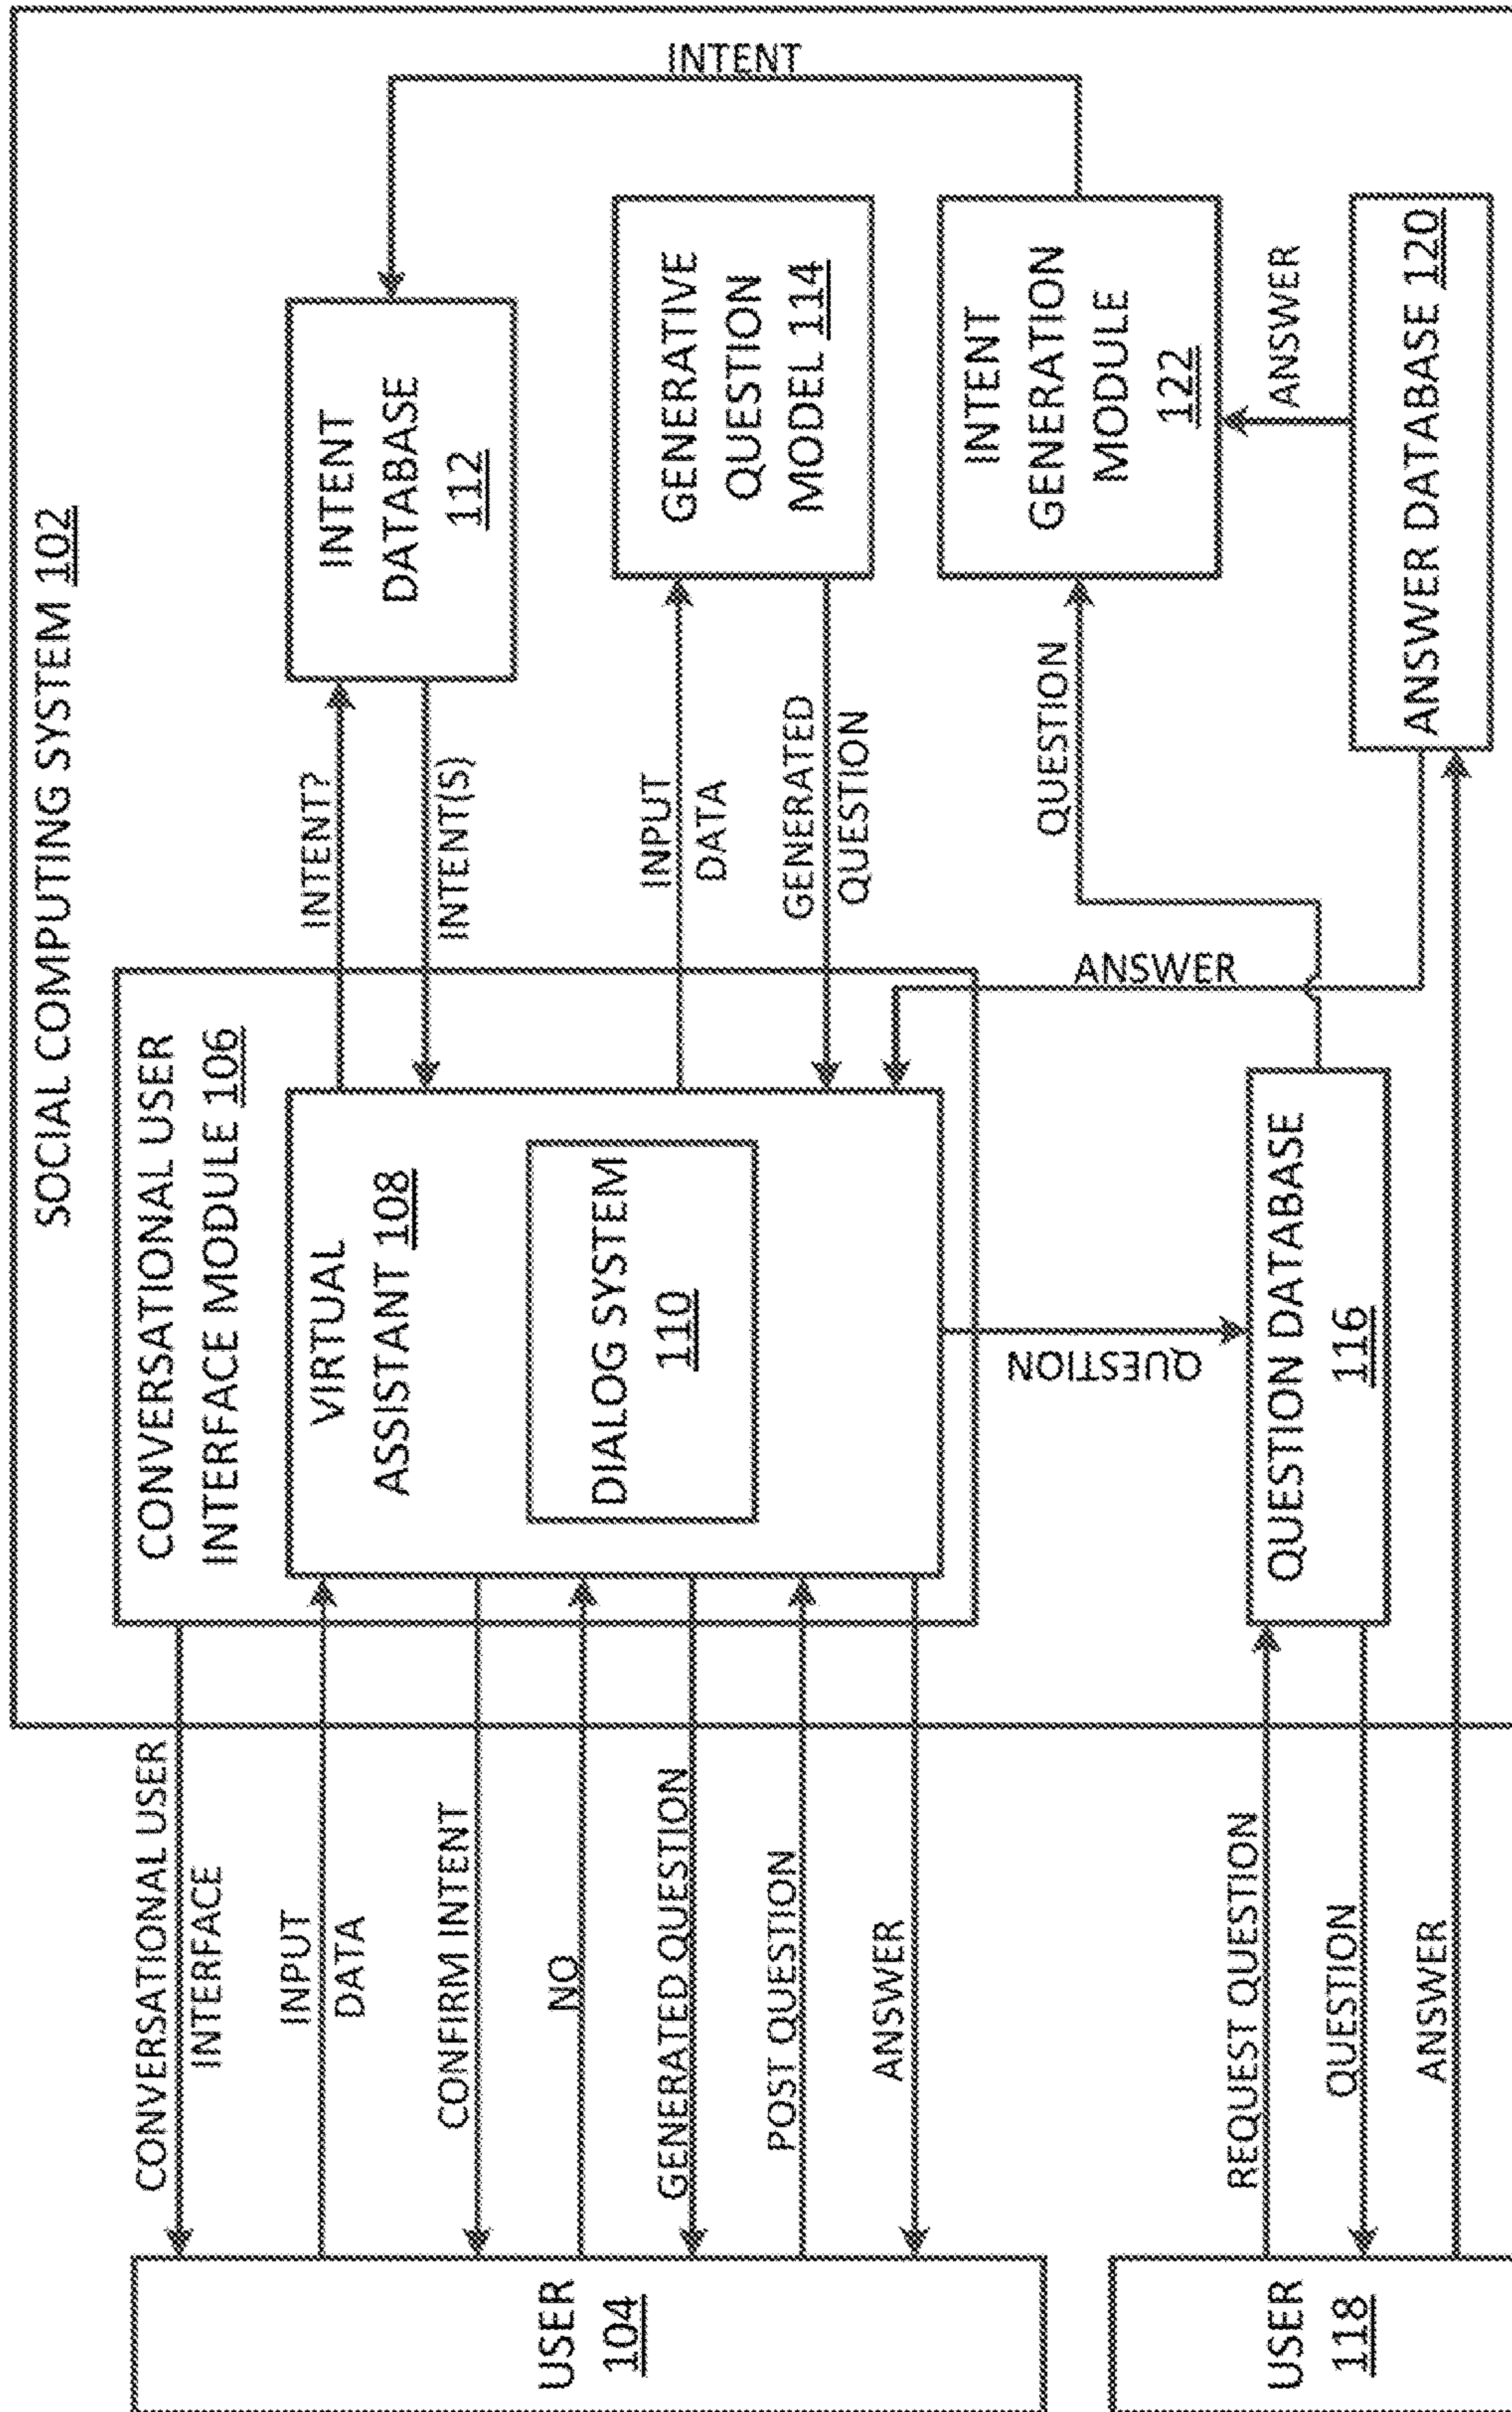 SOCIAL COMPUTING SYSTEM 102
CONVERSATIONAL USER
INTERFACE
CONVERSATIONAL USER
INTERFACE MODULE 106
INPUT
DATA
CONFIRM INTENT
NO
GENERATED QUESTION
POST QUESTION
ANSWER
USER
104
VIRTUAL
ASSISTANT 108
DIALOG SYSTEM
110
INTENT?
INTENT(S)
INPUT
DATA
GENERATED
QUESTION
ANSWER
QUESTION
INTENT
DATABASE
112
INTENT
GENERATIVE
QUESTION
MODEL 114
QUESTION
INTENT
GENERATION
MODULE
122
ANSWER
REQUEST QUESTION
QUESTION
ANSWER
USER
118
QUESTION DATABASE
116
ANSWER DATABASE 120